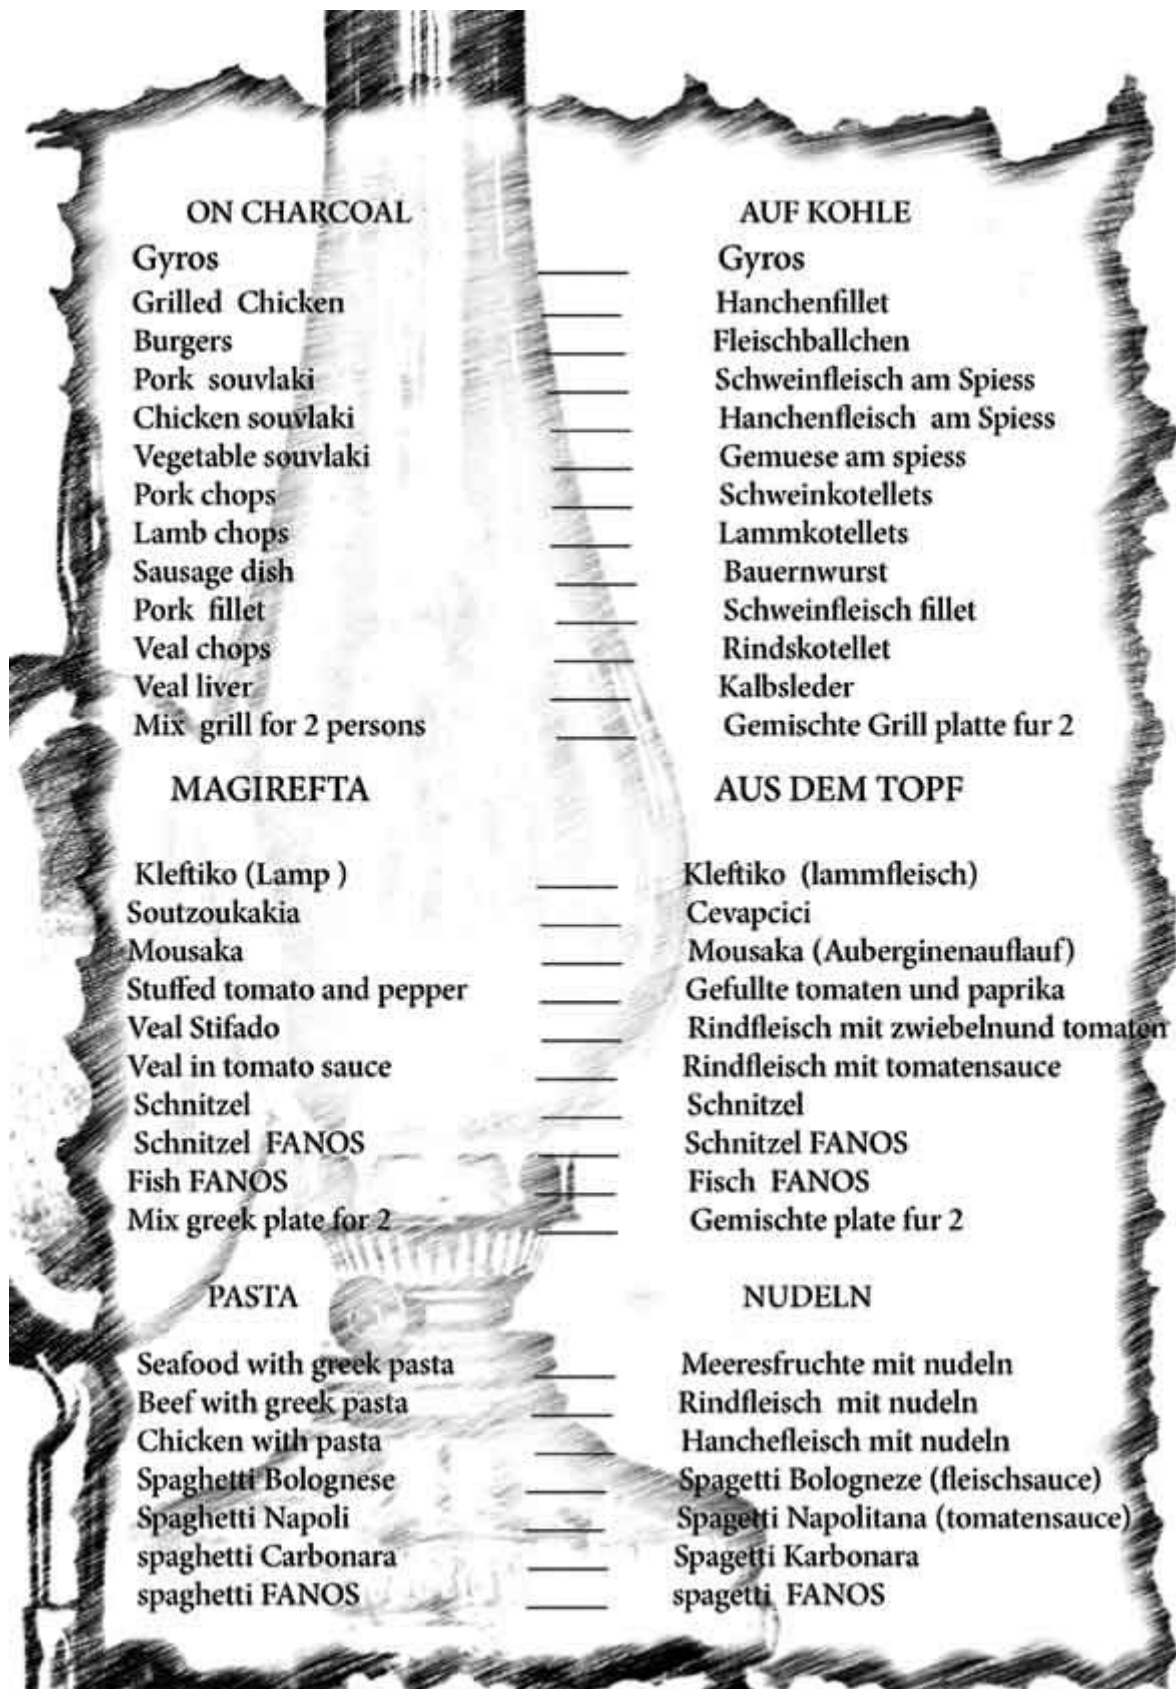 ON CHARCOAL AUF KOHLE
Gyros Gyros
Grilled Chicken Hanchenfillet
Burgers Fleischballchen
Pork souvlaki Schweinfleisch am Spiess
Chicken souvlaki Hanchenfleisch am Spiess
Vegetable souvlaki Gemuese am spiess
Pork chops Schweinkotellets
Lamb chops Lammkotellets
Sausage dish Bauernwurst
Pork fillet Schweinfleisch fillet
Veal chops Rindskotellet
Veal liver Kalbsleder
Mix grill for 2 persons Gemischte Grill platte fur 2
MAGIREFTA AUS DEM TOPF
Kleftiko (Lamp ) Kleftiko (lammfleisch)
Soutzoukakia Cevapcici
Mousaka Mousaka (Auberginenauflauf)
Stuffed tomato and pepper Gefullte tomaten und paprika
Veal Stifado Rindfleisch mit zwiebelnund tomaten
Veal in tomato sauce Rindfleisch mit tomatensauce
Schnitzel Schnitzel
Schnitzel FANOS Schnitzel FANOS
Fish FANOS Fisch FANOS
Mix greek plate for 2 Gemischte plate fur 2
PASTA NUDELN
Seafood with greek pasta Meeresfruchte mit nudeln
Beef with greek pasta Rindfleisch mit nudeln
Chicken with pasta Hanchefleisch mit nudeln
Spaghetti Bolognese Spagetti Bologneze (fleischsauce)
Spaghetti Napoli Spagetti Napolitana (tomatensauce)
spaghetti Carbonara Spagetti Karbonara
spaghetti FANOS spagetti FANOS